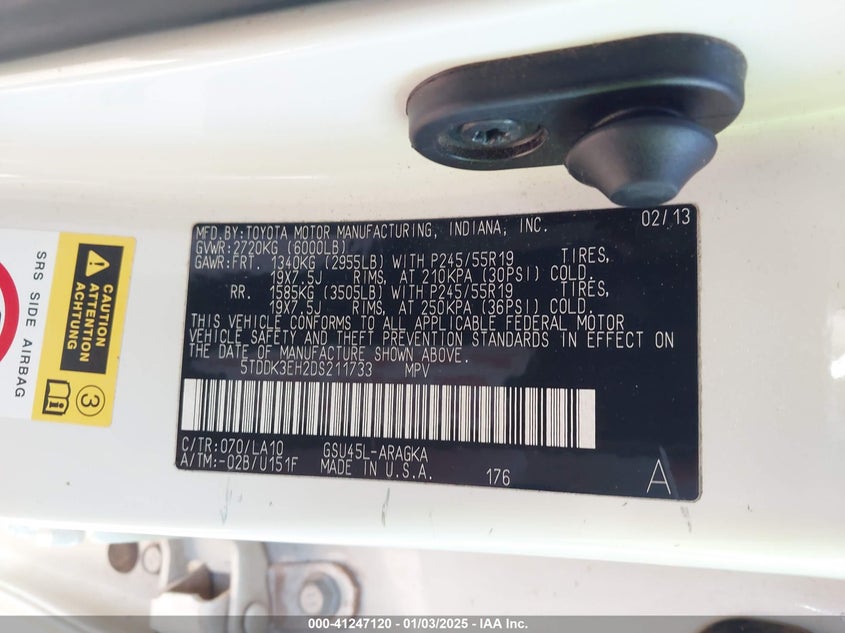 MFD.BY:TOYOTA MOTOR MANUFACTURING, INDIANA, INC. 02/13
GVWR:2720KG (6000LB)
GAWR:FRT. 1340KG (2955LB) WITH P245/55R19 TIRES,
19X7.5J RIMS, AT 210KPA (30PSI) COLD.
RR. 1585KG (3505LB) WITH P245/55R19 TIRES,
19X7.5J RIMS, AT 250KPA (36PSI) COLD.
THIS VEHICLE CONFORMS TO ALL APPLICABLE FEDERAL MOTOR
VEHICLE SAFETY AND THEFT PREVENTION STANDARDS IN EFFECT ON
THE DATE OF MANUFACTURE SHOWN ABOVE.
5TDDK3EH2DS211733 MPV
C/TR:070/LA10 GSU45L-ARAGKA
A/TM:-02B/U151F MADE IN U.S.A. 176 A
SRS SIDE AIRBAG
CAUTION
ATTENTION
ACHTUNG
000-41247120 - 01/03/2025 - IAA Inc.